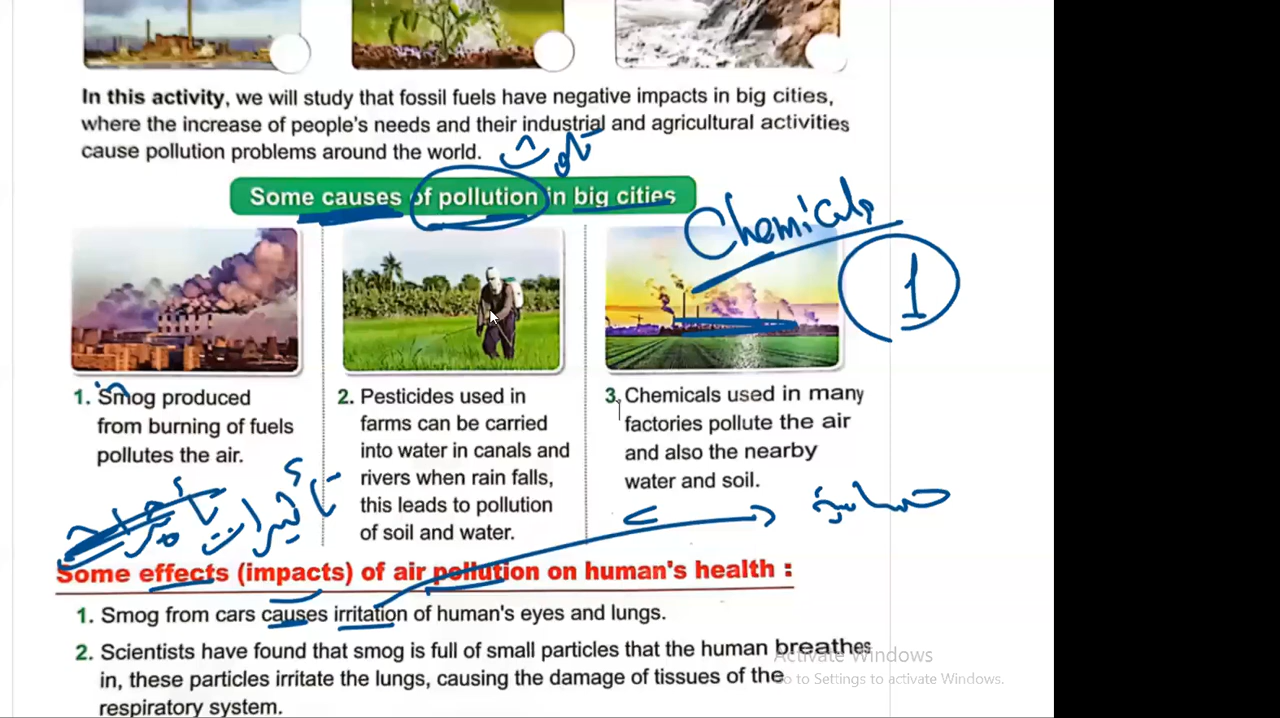 In this activity, we will study that fossil fuels have negative impacts in big cities,
where the increase of people's needs and their industrial and agricultural activities
cause pollution problems around the world.
تلوث
Some causes of pollution in big cities
Chemicals
1
1. Smog produced
from burning of fuels
pollutes the air.
2. Pesticides used in
farms can be carried
into water in canals and
rivers when rain falls,
this leads to pollution
of soil and water.
3. Chemicals used in many
factories pollute the air
and also the nearby
water and soil.
حساسية
تأثيرات
Some effects (impacts) of air pollution on human's health :
1. Smog from cars causes irritation of human's eyes and lungs.
2. Scientists have found that smog is full of small particles that the human breathes
in, these particles irritate the lungs, causing the damage of tissues of the
respiratory system.
Activate Windows
Go to Settings to activate Windows.